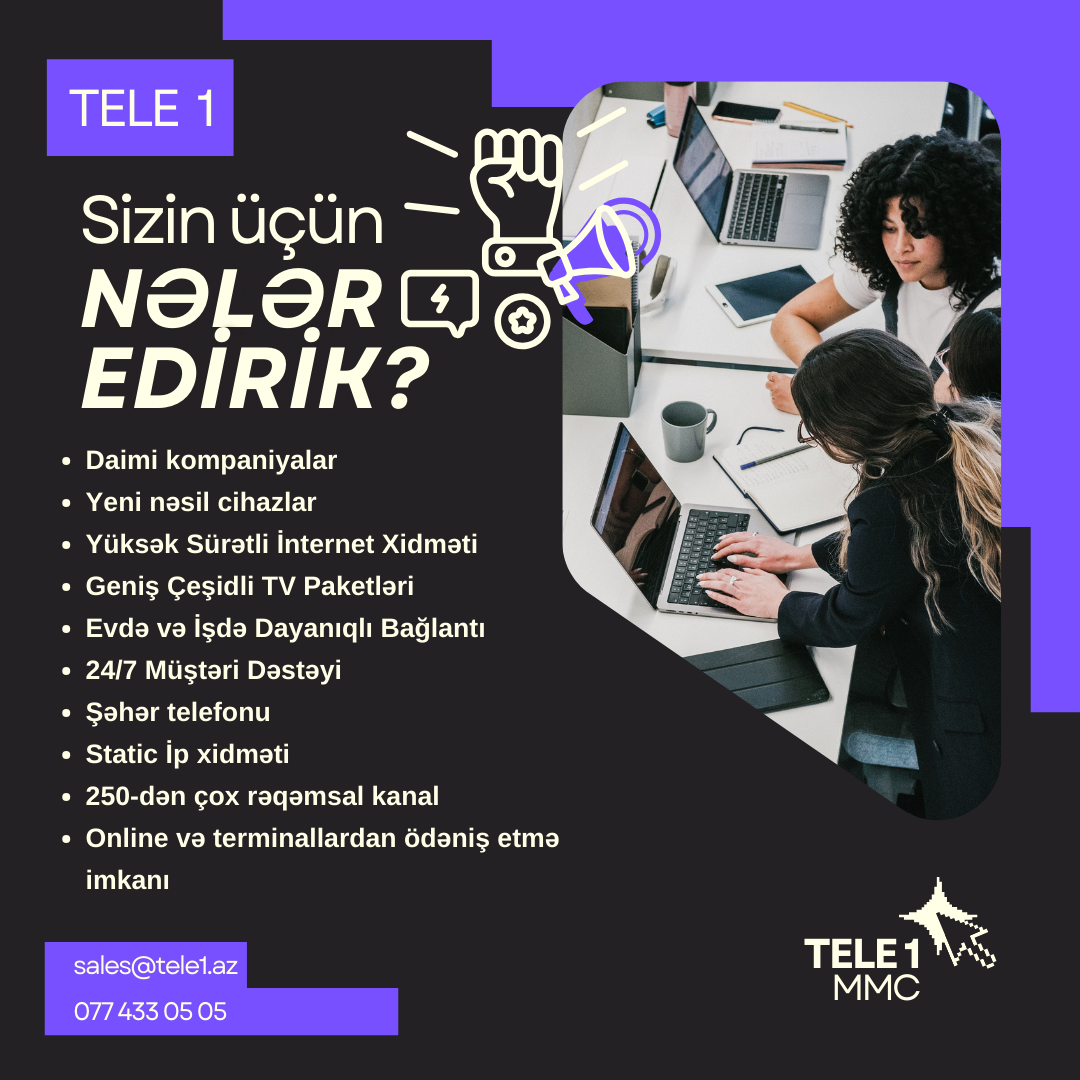 TELE 1
Sizin üçün
NƏLƏR
EDİRİK?
Daimi kompaniyalar
Yeni nəsil cihazlar
Yüksək Sürətli İnternet Xidməti
Geniş Çeşidli TV Paketləri
Evdə və İşdə Dayanıqlı Bağlantı
24/7 Müştəri Dəstəyi
Şəhər telefonu
Static İp xidməti
250-dən çox rəqəmsal kanal
Online və terminallardan ödəniş etmə
imkanı
sales@tele1.az
077 433 05 05
TELE 1
MMC